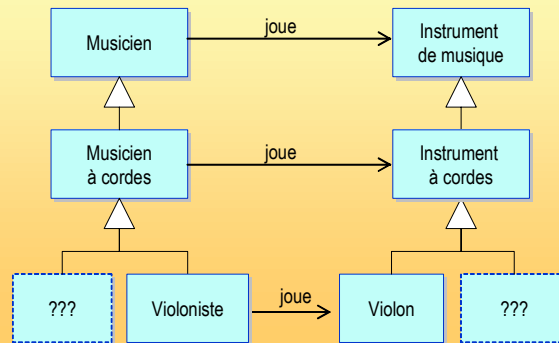 Musicien
joue
Instrument
de musique
Musicien
à cordes
joue
Instrument
à cordes
???
Violoniste
joue
Violon
???